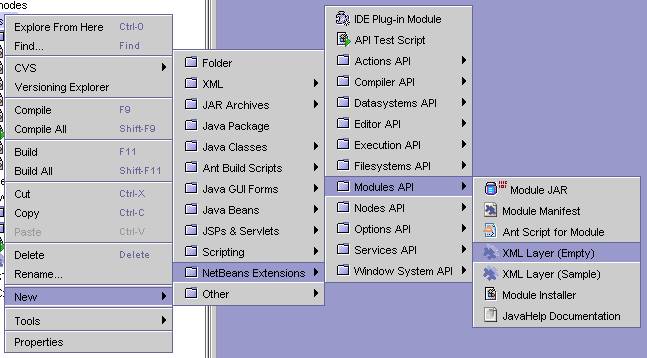 nodes
Explore From Here Ctrl-O
Find... Find
CVS
Versioning Explorer
Compile F9
Compile All Shift-F9
Build F11
Build All Shift-F11
Cut Ctrl-X
Copy Ctrl-C
Paste Ctrl-V
Delete Delete
Rename...
New
Tools
Properties
Folder
XML
JAR Archives
Java Package
Java Classes
Ant Build Scripts
Java GUI Forms
Java Beans
JSPs & Servlets
Scripting
NetBeans Extensions
Other
IDE Plug-in Module
API Test Script
Actions API
Compiler API
Datasystems API
Editor API
Execution API
Filesystems API
Modules API
Nodes API
Options API
Services API
Window System API
Module JAR
Module Manifest
Ant Script for Module
XML Layer (Empty)
XML Layer (Sample)
Module Installer
JavaHelp Documentation